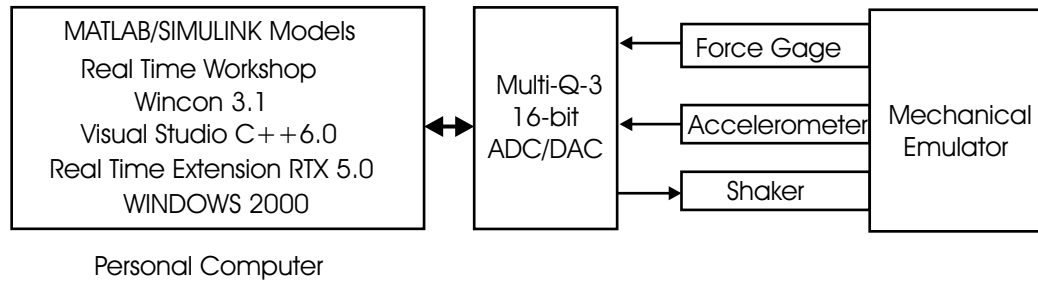 MATLAB/SIMULINK Models
Real Time Workshop
Wincon 3.1
Visual Studio C++6.0
Real Time Extension RTX 5.0
WINDOWS 2000
Personal Computer
Multi-Q-3
16-bit
ADC/DAC
Force Gage
Accelerometer
Shaker
Mechanical
Emulator